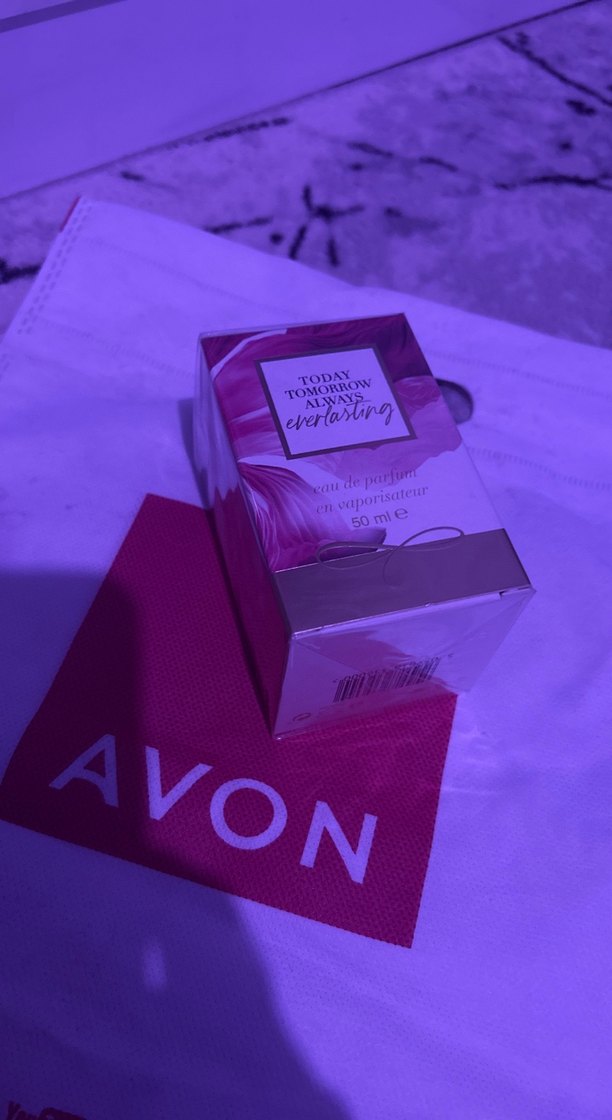 TODAY
TOMORROW
ALWAYS
everlasting
eau de parfum
en vaporisateur
50 ml ℮
AVON